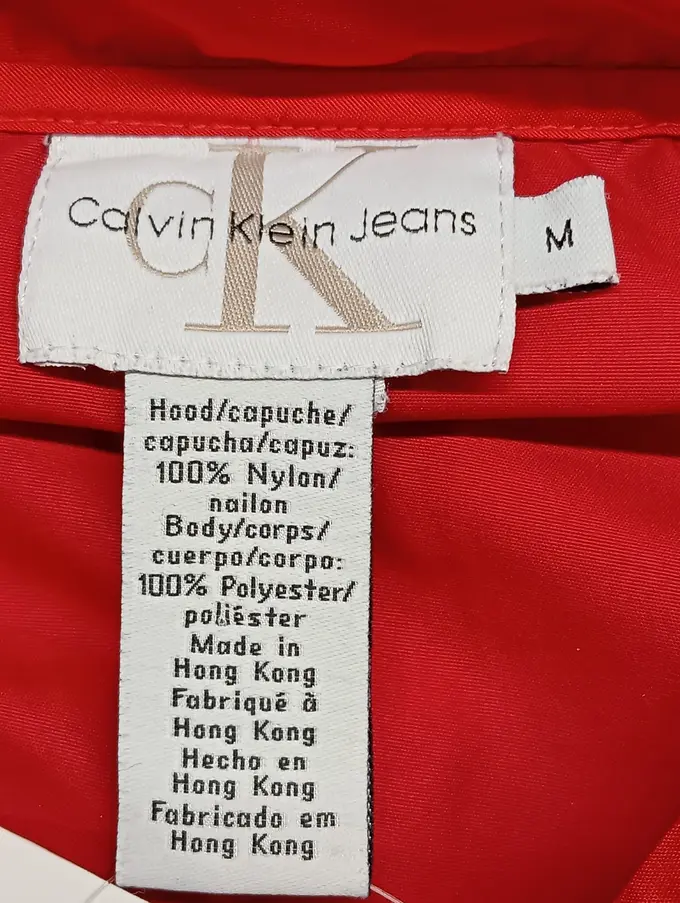 CK
Calvin Klein Jeans
M
Hood/capuche/
capucha/capuz:
100% Nylon/
nailon
Body/corps/
cuerpo/corpo:
100% Polyester/
poliéster
Made in
Hong Kong
Fabriqué à
Hong Kong
Hecho en
Hong Kong
Fabricado em
Hong Kong